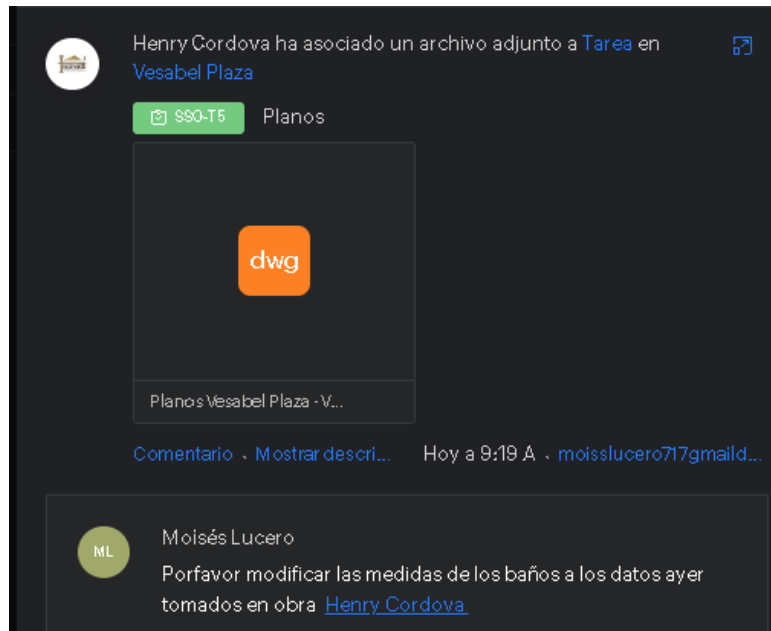 Henry Cordova ha asociado un archivo adjunto a Tarea en
Vesabel Plaza
SSO-T5 Planos
dwg
Planos Vesabel Plaza - V...
Comentario Mostrar descri... Hoy a 9:19 A moisslucero717gmaild...
ML
Moisés Lucero
Porfavor modificar las medidas de los baños a los datos ayer
tomados en obra Henry Cordova